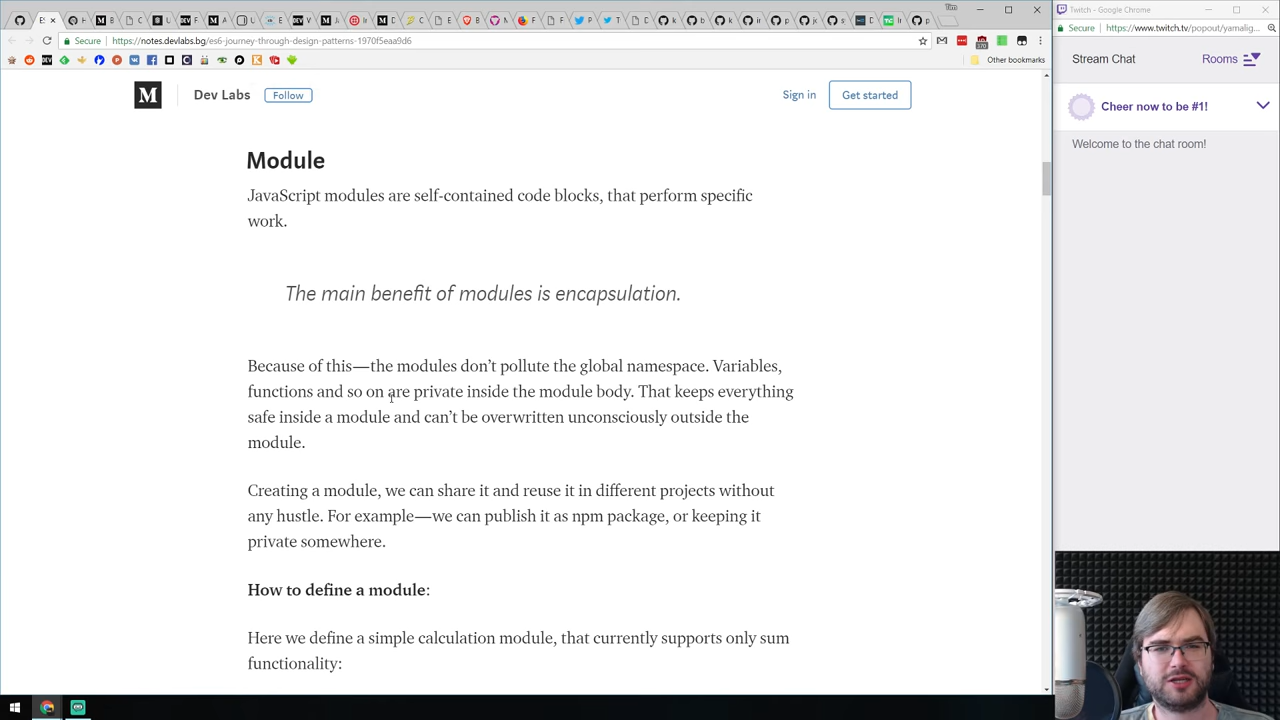 Tim
Twitch - Google Chrome
Secure
https://notes.devlabs.bg/es6-journey-through-design-patterns-1970f5eaa9d6
Secure
https://www.twitch.tv/popout/yamalig...
Other bookmarks
Stream Chat
Rooms
M
Dev Labs
Follow
Sign in
Get started
Cheer now to be #1!
Welcome to the chat room!
Module
JavaScript modules are self-contained code blocks, that perform specific
work.
The main benefit of modules is encapsulation.
Because of this—the modules don’t pollute the global namespace. Variables,
functions and so on are private inside the module body. That keeps everything
safe inside a module and can’t be overwritten unconsciously outside the
module.
Creating a module, we can share it and reuse it in different projects without
any hustle. For example—we can publish it as npm package, or keeping it
private somewhere.
How to define a module:
Here we define a simple calculation module, that currently supports only sum
functionality: